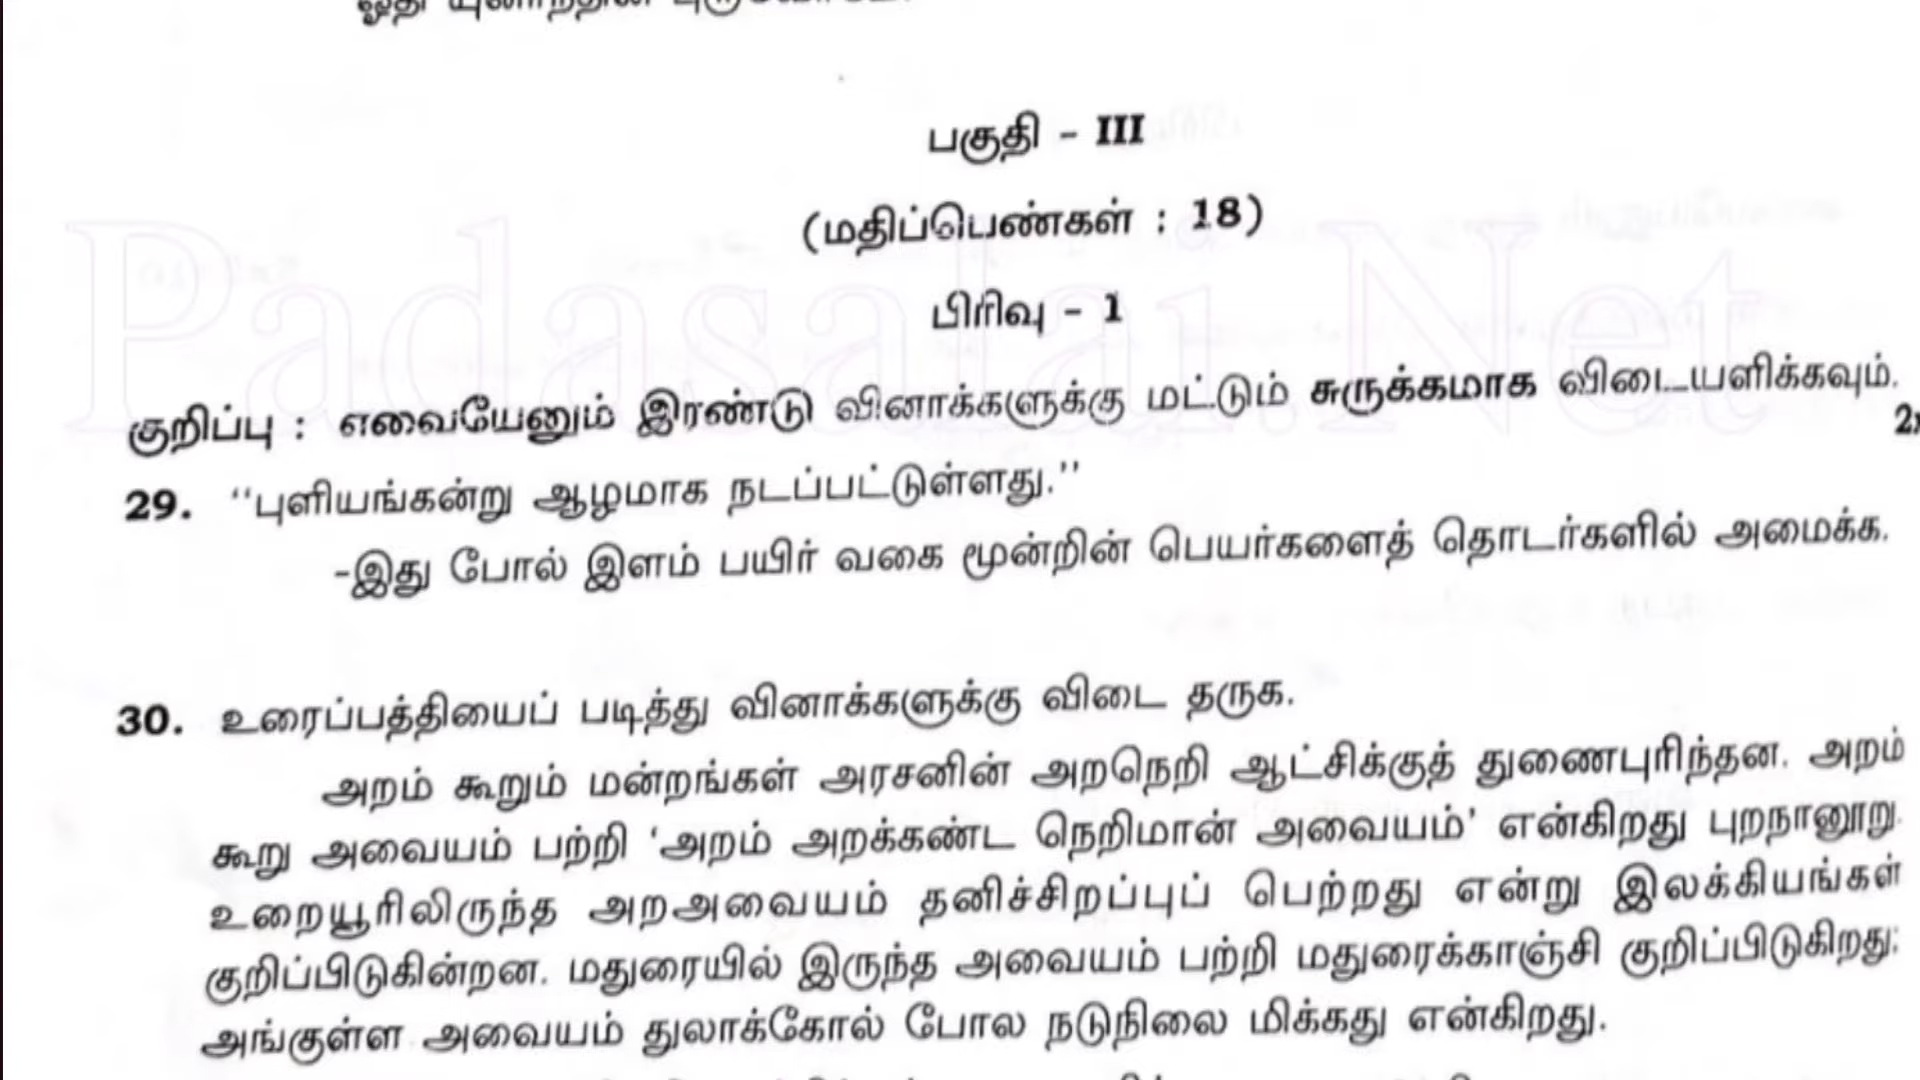 பகுதி - III
(மதிப்பெண்கள் : 18)
பிரிவு - 1
குறிப்பு : எவையேனும் இரண்டு வினாக்களுக்கு மட்டும் சுருக்கமாக விடையளிக்கவும்.
29. "புளியங்கன்று ஆழமாக நடப்பட்டுள்ளது."
-இது போல் இளம் பயிர் வகை மூன்றின் பெயர்களைத் தொடர்களில் அமைக்க.
30. உரைப்பத்தியைப் படித்து வினாக்களுக்கு விடை தருக.
அறம் கூறும் மன்றங்கள் அரசனின் அறநெறி ஆட்சிக்குத் துணைபுரிந்தன. அறம்
கூறு அவையம் பற்றி 'அறம் அறக்கண்ட நெறிமான் அவையம்' என்கிறது புறநானூறு.
உறையூரிலிருந்த அறஅவையம் தனிச்சிறப்புப் பெற்றது என்று இலக்கியங்கள்
குறிப்பிடுகின்றன. மதுரையில் இருந்த அவையம் பற்றி மதுரைக்காஞ்சி குறிப்பிடுகிறது;
அங்குள்ள அவையம் துலாக்கோல் போல நடுநிலை மிக்கது என்கிறது.
Padasalai.Net